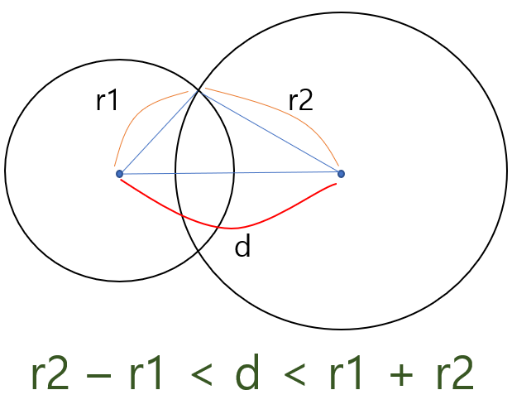 r1 r2
d
r2 – r1 < d < r1 + r2